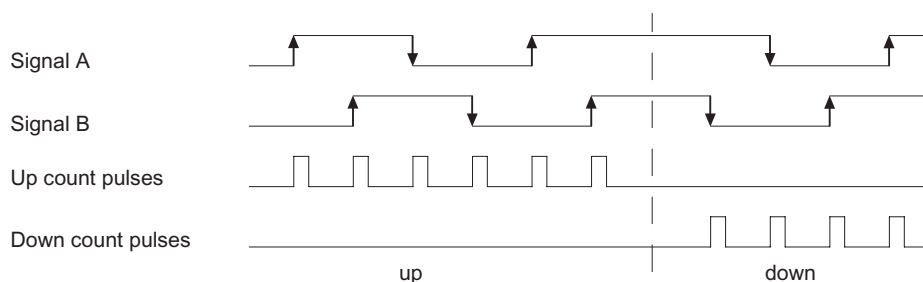 Signal A
Signal B
Up count pulses
Down count pulses
up down